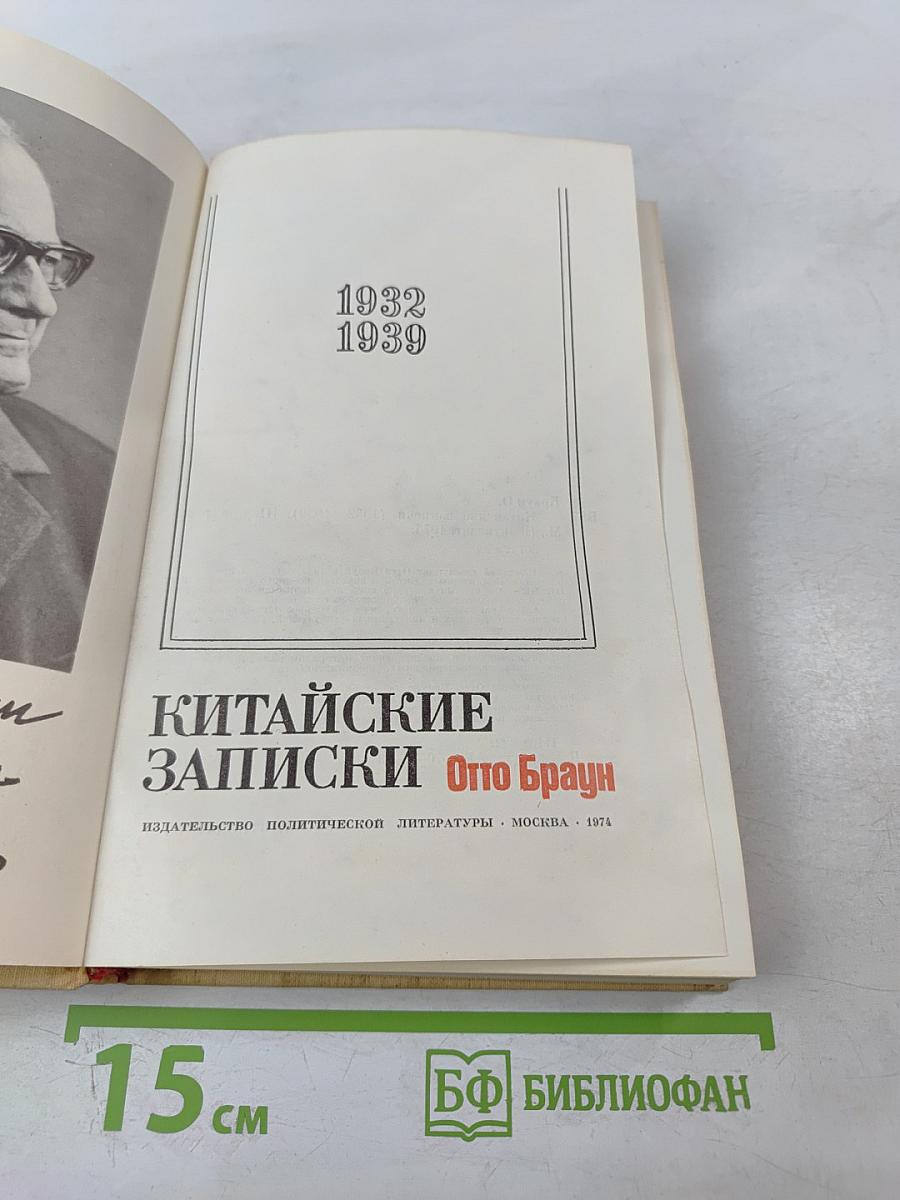 1932
1939
КИТАЙСКИЕ
ЗАПИСКИ Отто Браун
ИЗДАТЕЛЬСТВО ПОЛИТИЧЕСКОЙ ЛИТЕРАТУРЫ · МОСКВА · 1974
15 см
БФ БИБЛИОФАН